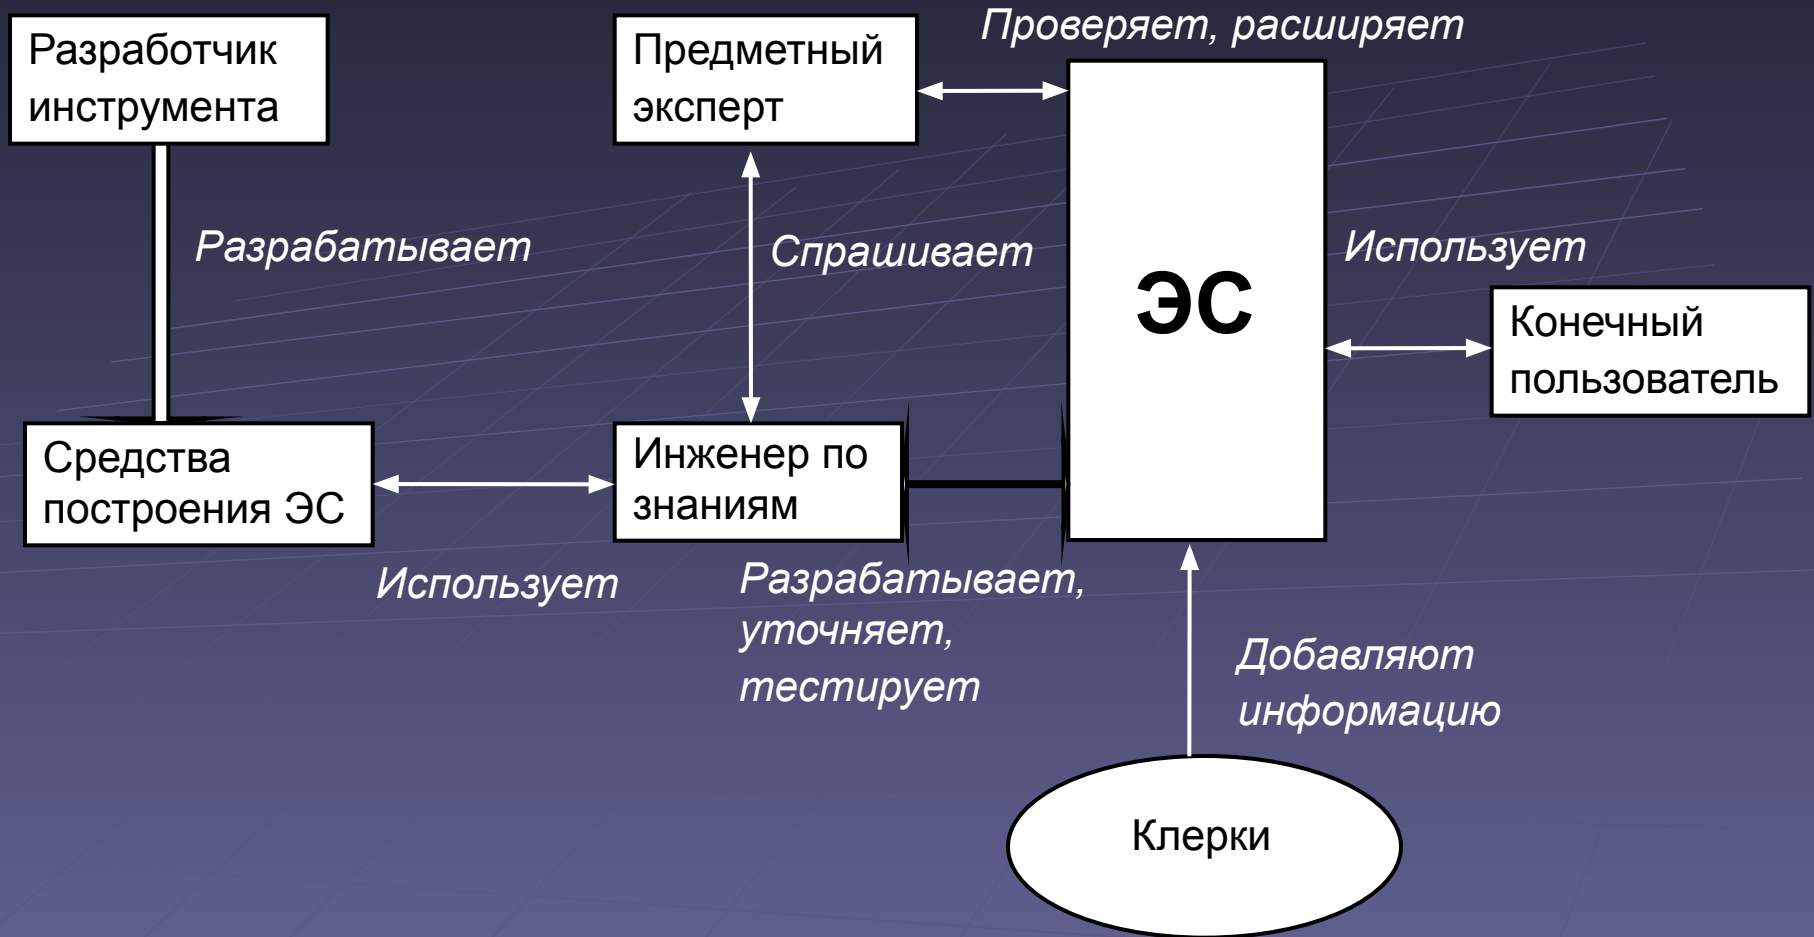 Разработчик
инструмента
Предметный
эксперт
Проверяет, расширяет
Разрабатывает
Спрашивает
ЭС
Использует
Конечный
пользователь
Средства
построения ЭС
Инженер по
знаниям
Использует
Разрабатывает,
уточняет,
тестирует
Добавляют
информацию
Клерки